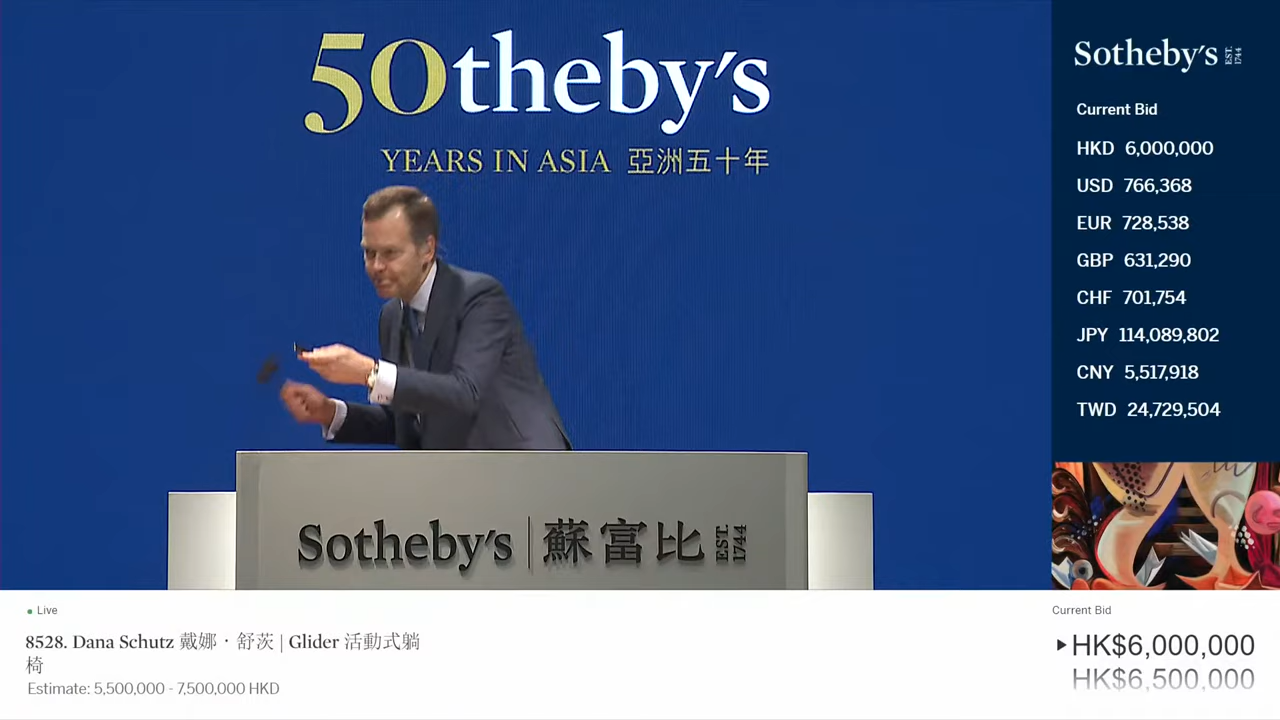 50theby's
YEARS IN ASIA 亞洲五十年
Sotheby's | 蘇富比 EST. 1744
Sotheby's EST. 1744
Current Bid
HKD 6,000,000
USD 766,368
EUR 728,538
GBP 631,290
CHF 701,754
JPY 114,089,802
CNY 5,517,918
TWD 24,729,504
Live
8528. Dana Schutz 戴娜・舒茨 | Glider 活動式躺
椅
Estimate: 5,500,000 - 7,500,000 HKD
Current Bid
HK$6,000,000
HK$6,500,000